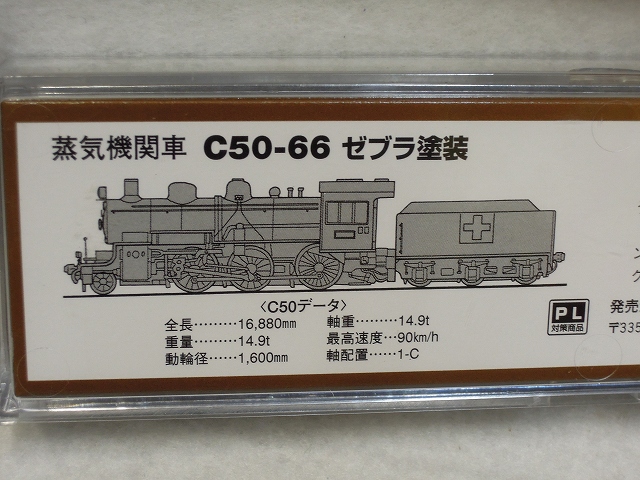 蒸気機関車 C50-66 ゼブラ塗装
〈C50データ〉
全長………16,880mm
重量………14.9t
動輪径……1,600mm
軸重………14.9t
最高速度…90km/h
軸配置……1-C
PL
対策商品
発売
〒335